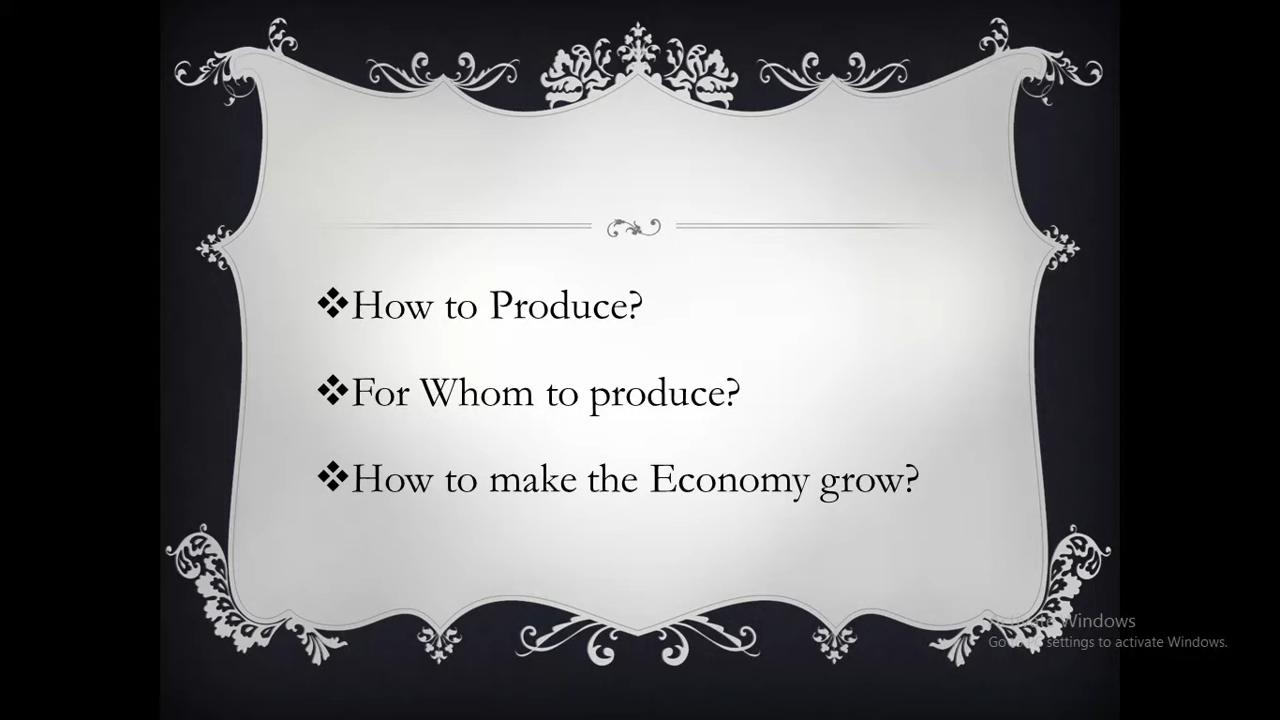 ❖How to Produce?
❖For Whom to produce?
❖How to make the Economy grow?
Windows
settings to activate Windows.